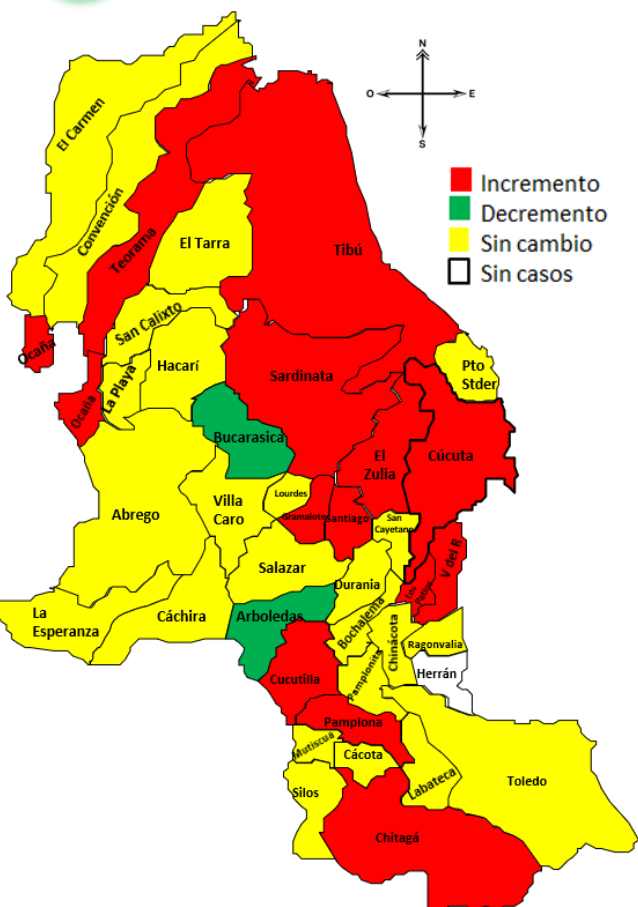 N
O
E
S
Incremento
Decremento
Sin cambio
Sin casos
El Carmen
Convención
Teorama
El Tarra
Tibú
San Calixto
Ocaña
Hacarí
La Playa
Ocaña
Sardinata
Pto
Stder
Bucarasica
El
Zulia
Cúcuta
Abrego
Villa
Caro
Lourdes
Gramalote
Santiago
San
Cayetano
V del R
Los
Patios
Salazar
Durania
La
Esperanza
Cáchira
Arboledas
Bochalema
Chinácota
Ragonvalia
Herrán
Cucutilla
Pamplonita
Pamplona
Mutiscua
Cácota
Labateca
Toledo
Silos
Chitagá